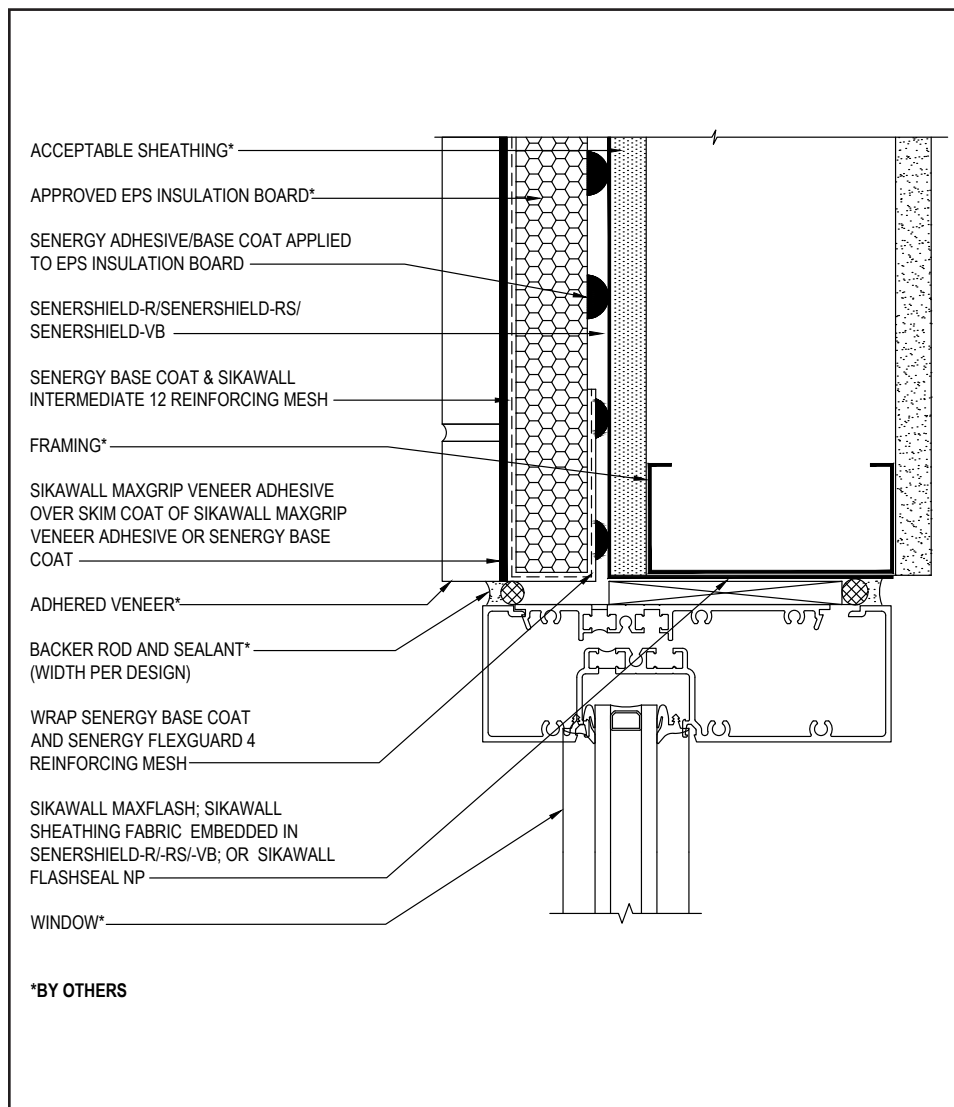 ACCEPTABLE SHEATHING*
APPROVED EPS INSULATION BOARD*
SENERGY ADHESIVE/BASE COAT APPLIED
TO EPS INSULATION BOARD
SENERSHIELD-R/SENERSHIELD-RS/
SENERSHIELD-VB
SENERGY BASE COAT & SIKAWALL
INTERMEDIATE 12 REINFORCING MESH
FRAMING*
SIKAWALL MAXGRIP VENEER ADHESIVE
OVER SKIM COAT OF SIKAWALL MAXGRIP
VENEER ADHESIVE OR SENERGY BASE
COAT
ADHERED VENEER*
BACKER ROD AND SEALANT*
(WIDTH PER DESIGN)
WRAP SENERGY BASE COAT
AND SENERGY FLEXGUARD 4
REINFORCING MESH
SIKAWALL MAXFLASH; SIKAWALL
SHEATHING FABRIC EMBEDDED IN
SENERSHIELD-R/-RS/-VB; OR SIKAWALL
FLASHSEAL NP
WINDOW*
*BY OTHERS